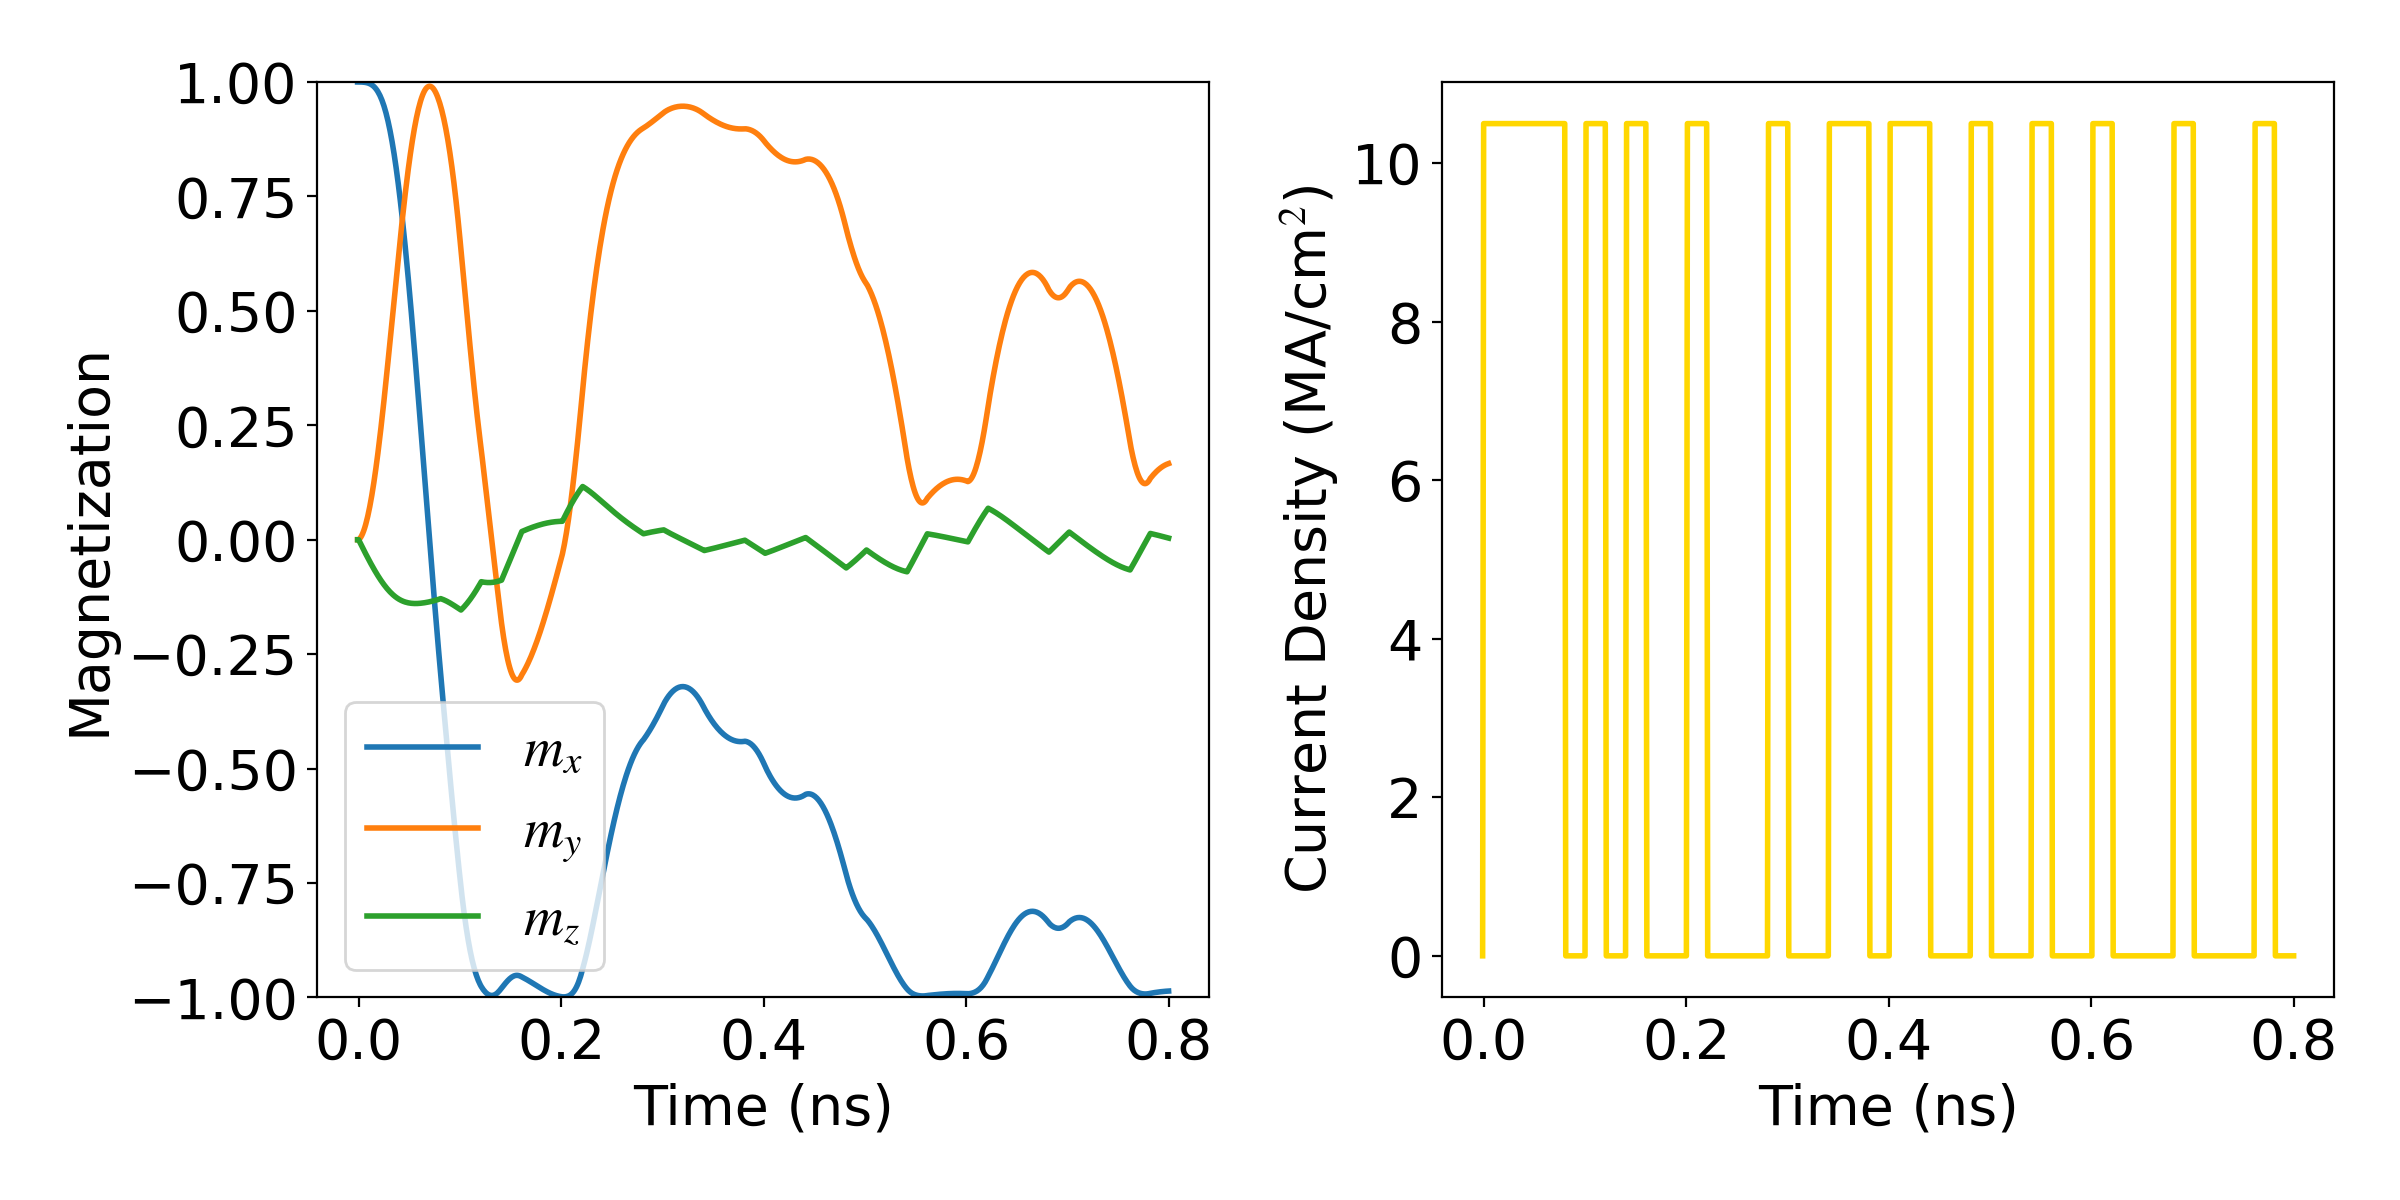 1.00
0.75
0.50
0.25
0.00
−0.25
−0.50
−0.75
−1.00
Magnetization
m_x
m_y
m_z
0.0 0.2 0.4 0.6 0.8
Time (ns)
10
8
6
4
2
0
Current Density (MA/cm²)
0.0 0.2 0.4 0.6 0.8
Time (ns)